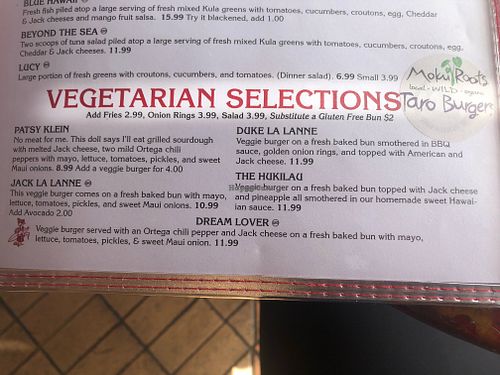 BLUE HAWAII
Fresh fish piled atop a large serving of fresh mixed Kula greens with tomatoes, cucumbers, croutons, egg, Cheddar
& Jack cheeses and mango fruit salsa. 15.99 Try it blackened, add 1.00
BEYOND THE SEA
Two scoops of tuna salad piled atop a large serving of fresh mixed Kula greens with tomatoes, cucumbers, croutons, egg,
Cheddar & Jack cheeses. 11.99
LUCY
Large portion of fresh greens with croutons, cucumbers, and tomatoes. (Dinner salad). 6.99 Small 3.99
VEGETARIAN SELECTIONS
Add Fries 2.99, Onion Rings 3.99, Salad 3.99, Substitute a Gluten Free Bun $2
Moku Roots
local • WILD • organic
Taro Burger
PATSY KLEIN
No meat for me. This doll says I'll eat grilled sourdough
with melted Jack cheese, two mild Ortega chili
peppers with mayo, lettuce, tomatoes, pickles, and sweet
Maui onions. 8.99 Add a veggie burger for 4.00
JACK LA LANNE
This veggie burger comes on a fresh baked bun with mayo,
lettuce, tomatoes, pickles, and sweet Maui onions. 10.99
Add Avocado 2.00
DUKE LA LANNE
Veggie burger on a fresh baked bun smothered in BBQ
sauce, golden onion rings, and topped with American and
Jack cheese. 11.99
THE HUKILAU
Veggie burger on a fresh baked bun topped with Jack cheese
and pineapple all smothered in our homemade sweet Hawai-
ian sauce. 11.99
DREAM LOVER
Veggie burger served with an Ortega chili pepper and Jack cheese on a fresh baked bun with mayo,
lettuce, tomatoes, pickles, & sweet Maui onion. 11.99